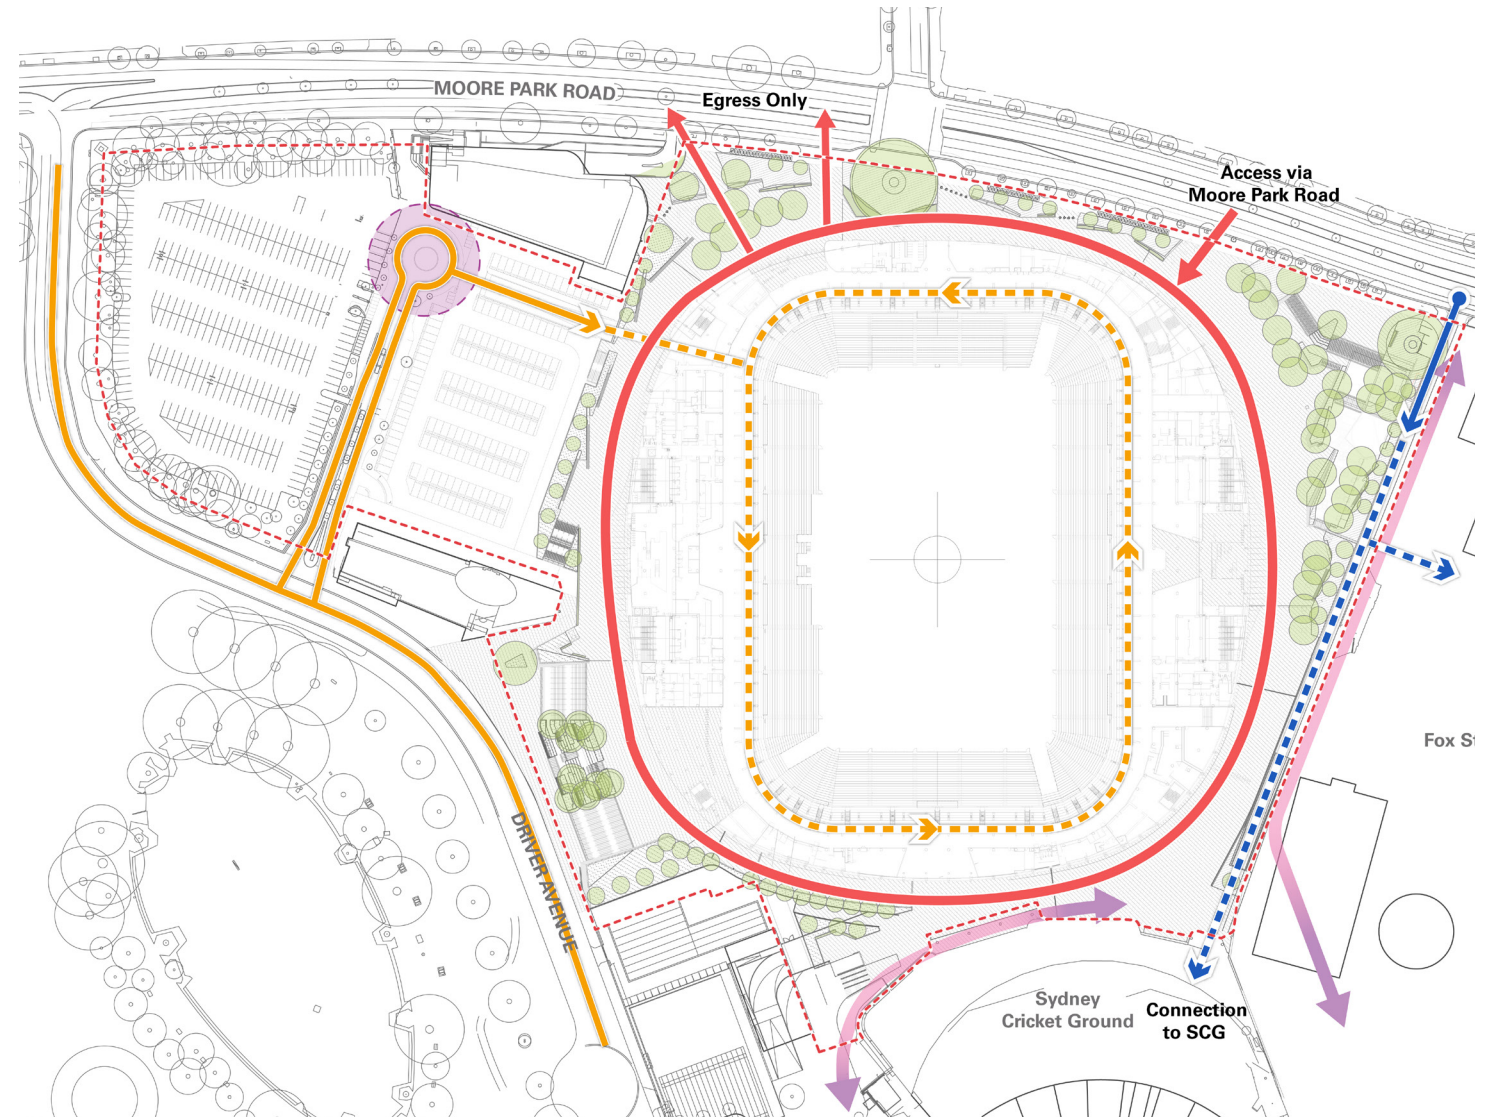 MOORE PARK ROAD
Egress Only
Access via
Moore Park Road
Fox St
DRIVER AVENUE
Sydney
Cricket Ground
Connection
to SCG